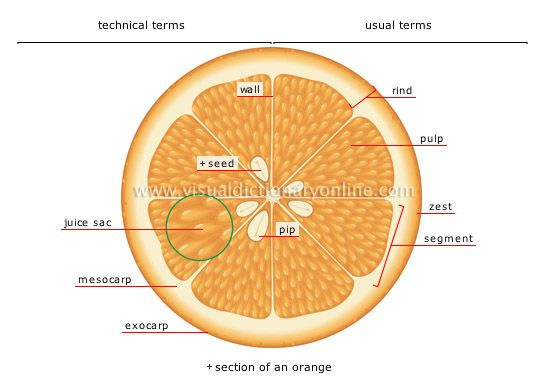 technical terms
usual terms
wall
rind
pulp
+ seed
www.visualdictionaryonline.com
zest
juice sac
pip
segment
mesocarp
exocarp
+ section of an orange